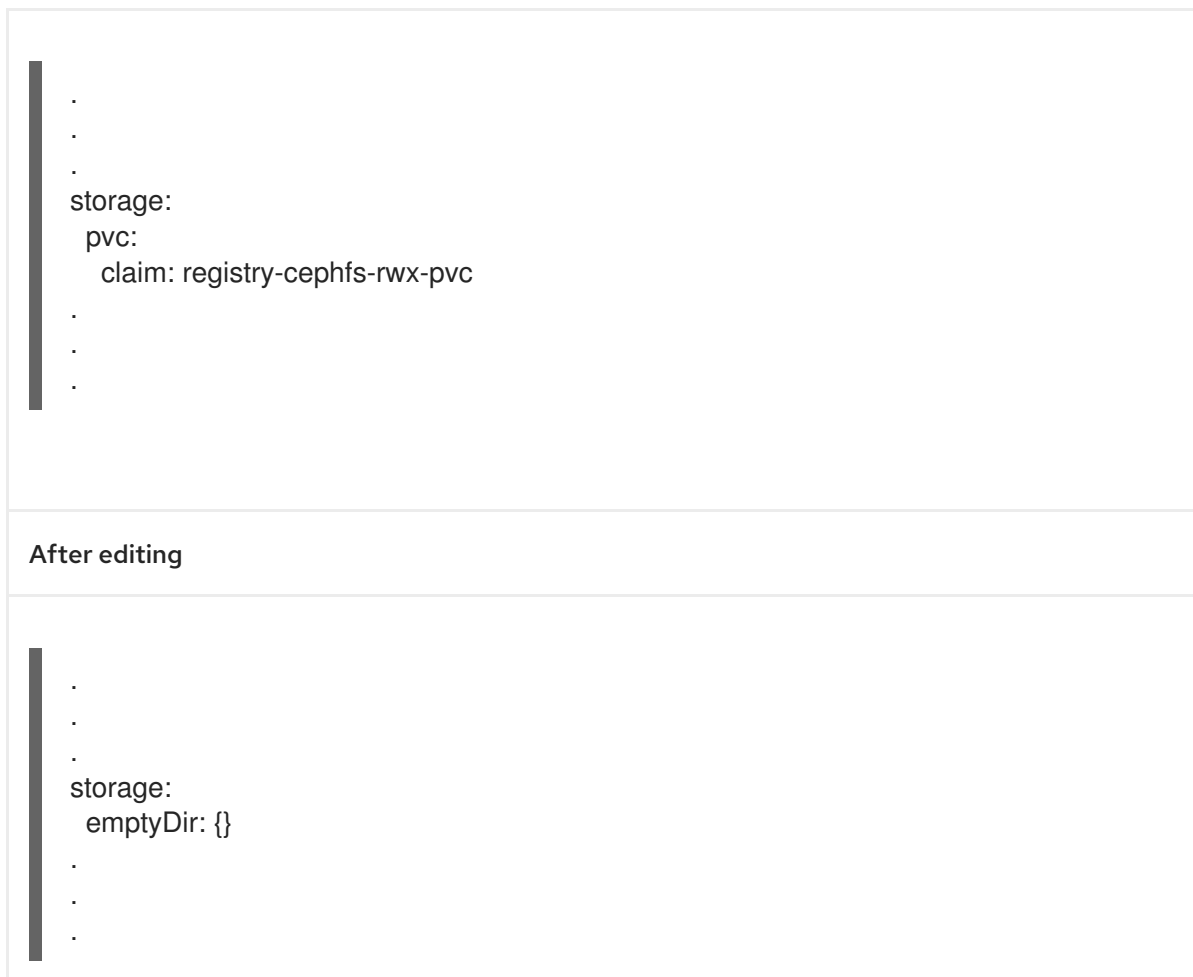 .
.
.
storage:
  pvc:
    claim: registry-cephfs-rwx-pvc
.
.
.
After editing
.
.
.
storage:
  emptyDir: {}
.
.
.